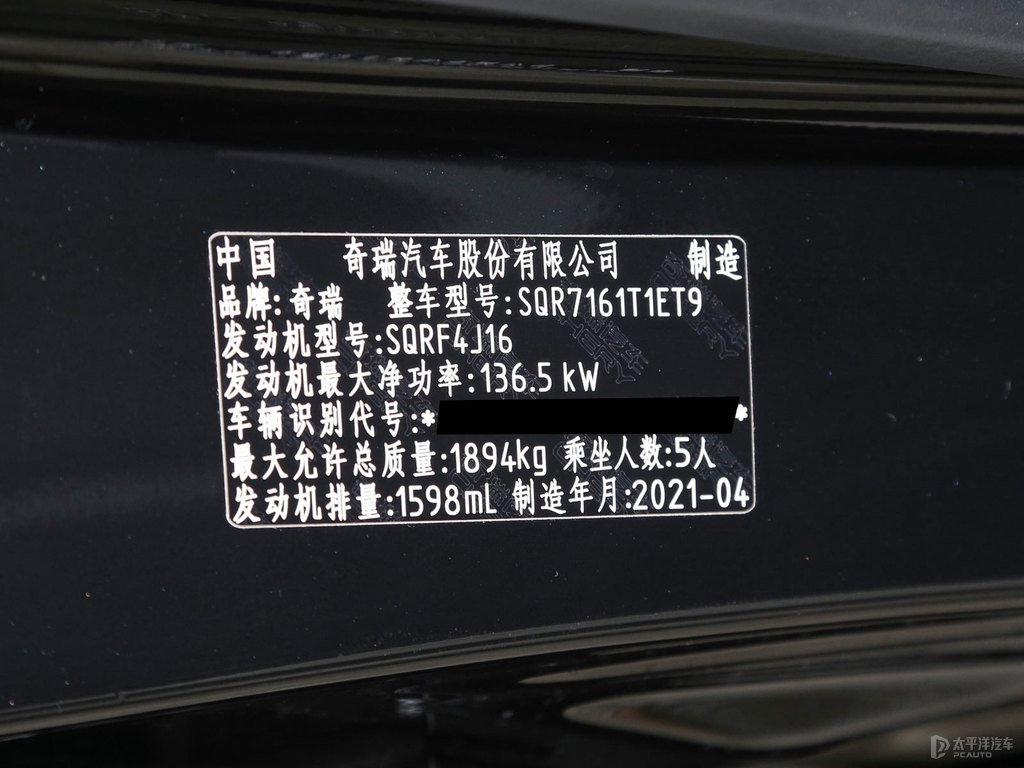 中国 奇瑞汽车股份有限公司 制造
品牌:奇瑞 整车型号:SQR7161T1ET9
发动机型号:SQRF4J16
发动机最大净功率:136.5kW
车辆识别代号:* *
最大允许总质量:1894kg 乘坐人数:5人
发动机排量:1598mL 制造年月:2021-04
太平洋汽车
PCAUTO